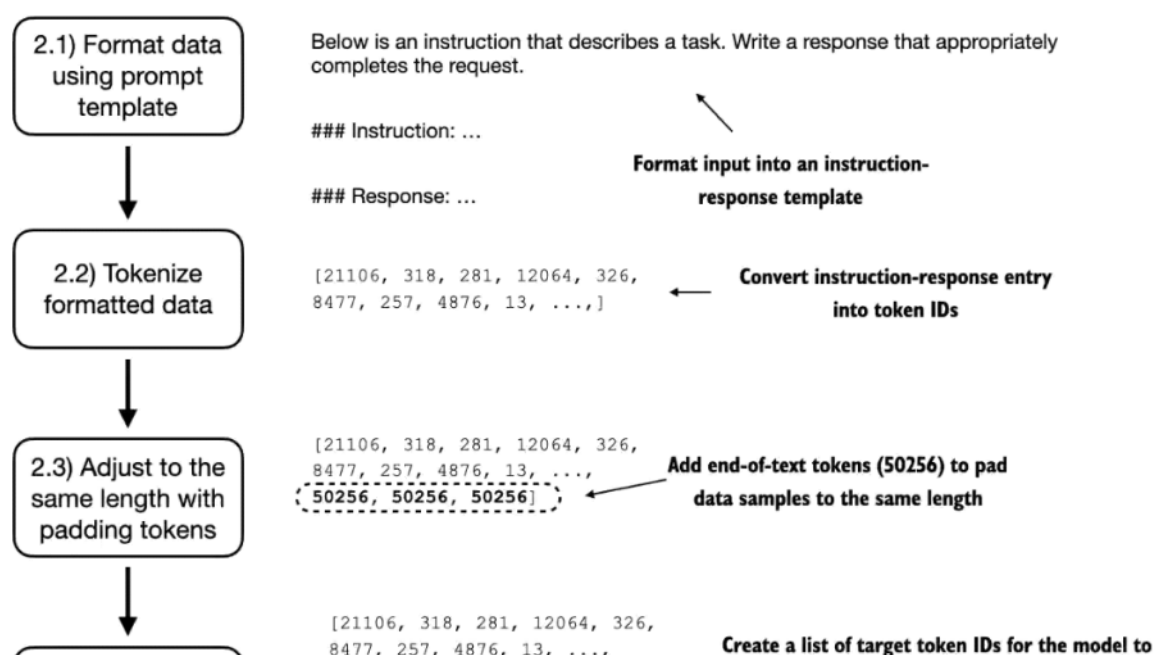 2.1) Format data
using prompt
template
Below is an instruction that describes a task. Write a response that appropriately
completes the request.
### Instruction: …
### Response: …
Format input into an instruction-
response template
2.2) Tokenize
formatted data
[21106, 318, 281, 12064, 326,
8477, 257, 4876, 13, ...,]
Convert instruction-response entry
into token IDs
2.3) Adjust to the
same length with
padding tokens
[21106, 318, 281, 12064, 326,
8477, 257, 4876, 13, ...,
50256, 50256, 50256]
Add end-of-text tokens (50256) to pad
data samples to the same length
[21106, 318, 281, 12064, 326,
8477, 257, 4876, 13, ...,
Create a list of target token IDs for the model to